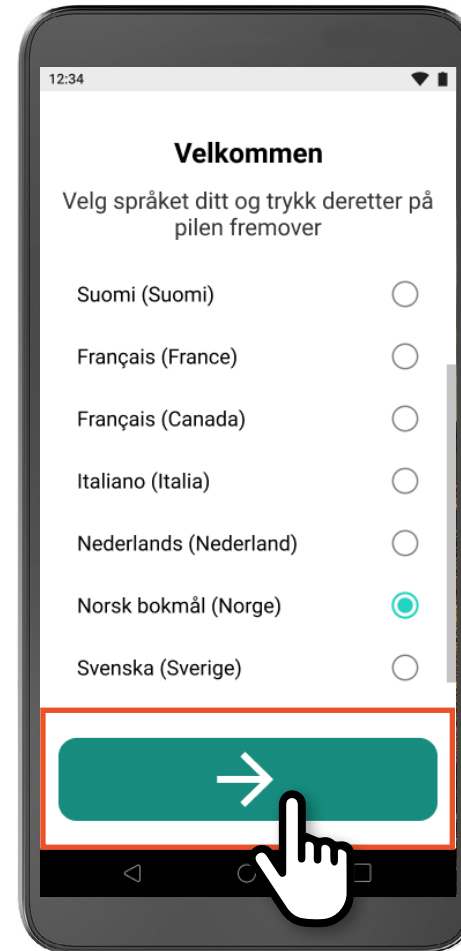 12:34
Velkommen
Velg språket ditt og trykk deretter på
pilen fremover
Suomi (Suomi)
Français (France)
Français (Canada)
Italiano (Italia)
Nederlands (Nederland)
Norsk bokmål (Norge)
Svenska (Sverige)